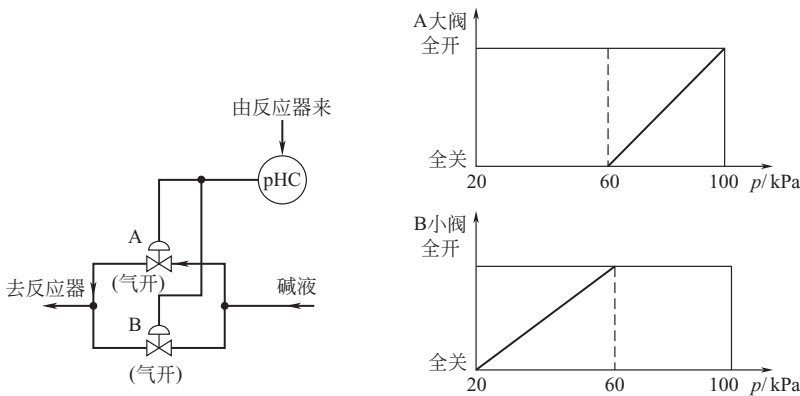 由反应器来
pHC
A
(气开)
去反应器
碱液
B
(气开)
A大阀
全开
全关
20
60
100
p/kPa
B小阀
全开
全关
20
60
100
p/kPa